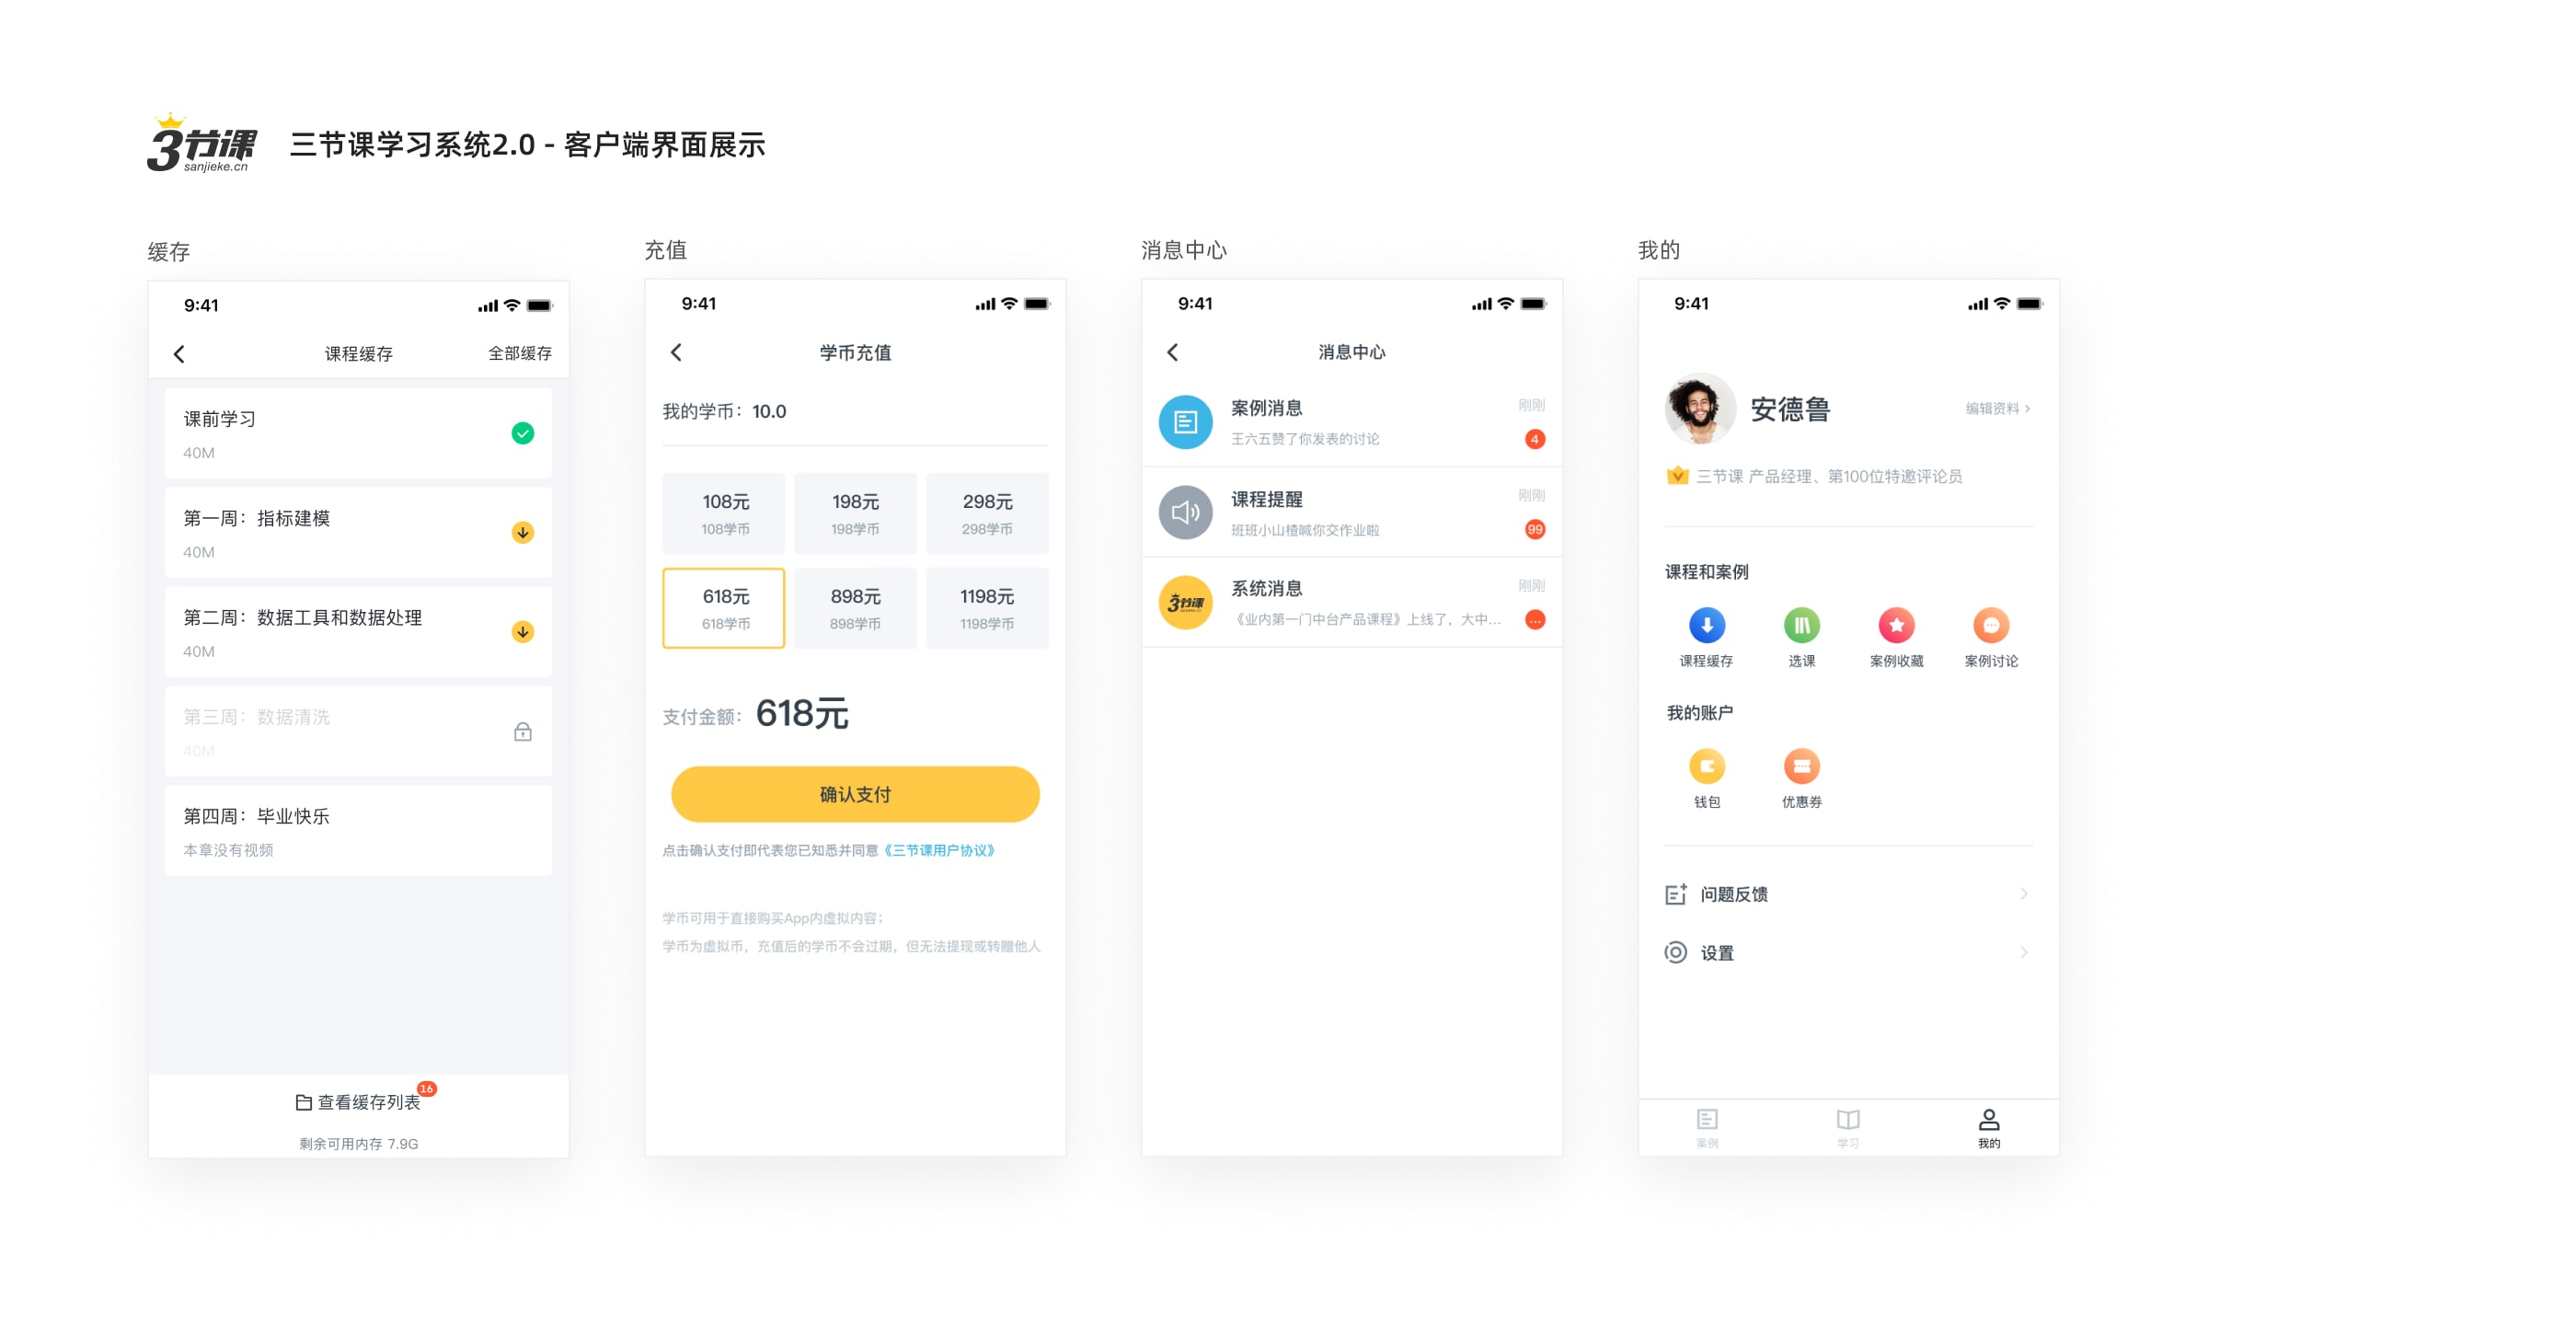 3节课
sanjieke.cn
三节课学习系统2.0 - 客户端界面展示
缓存
9:41
课程缓存
全部缓存
课前学习
40M
第一周：指标建模
40M
第二周：数据工具和数据处理
40M
第三周：数据清洗
40M
第四周：毕业快乐
本章没有视频
查看缓存列表
16
剩余可用内存 7.9G
充值
9:41
学币充值
我的学币：10.0
108元
108学币
198元
198学币
298元
298学币
618元
618学币
898元
898学币
1198元
1198学币
支付金额：618元
确认支付
点击确认支付即代表您已知悉并同意《三节课用户协议》
学币可用于直接购买App内虚拟内容；
学币为虚拟币，充值后的学币不会过期，但无法提现或转赠他人
消息中心
9:41
消息中心
案例消息
刚刚
王六五赞了你发表的讨论
4
课程提醒
刚刚
班班小山楂喊你交作业啦
99
3节课
系统消息
刚刚
《业内第一门中台产品课程》上线了，大中...
...
我的
9:41
安德鲁
编辑资料
三节课 产品经理、第100位特邀评论员
课程和案例
课程缓存
选课
案例收藏
案例讨论
我的账户
钱包
优惠券
问题反馈
设置
案例
学习
我的